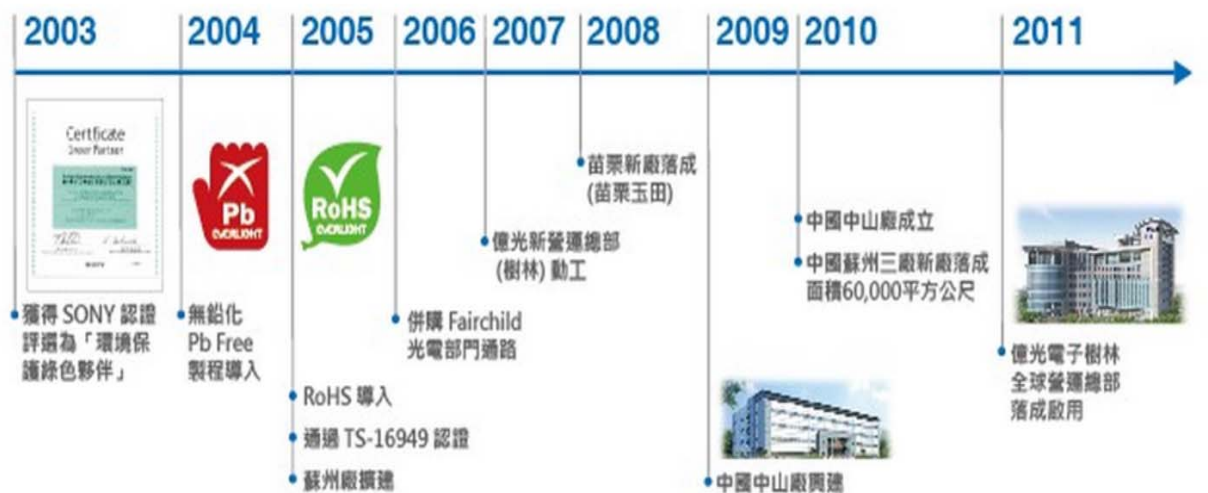 2003
2004
2005
2006
2007
2008
2009
2010
2011
Certficate
Green Partner
獲得 SONY 認證
評選為「環境保
護綠色夥伴」
Pb
EVERLIGHT
無鉛化
Pb Free
製程導入
RoHS
EVERLIGHT
RoHS 導入
通過 TS-16949 認證
蘇州廠擴建
併購 Fairchild
光電部門通路
億光新營運總部
(樹林) 動工
苗栗新廠落成
(苗栗玉田)
中國中山廠興建
中國中山廠成立
中國蘇州三廠新廠落成
面積60,000平方公尺
億光電子樹林
全球營運總部
落成啟用